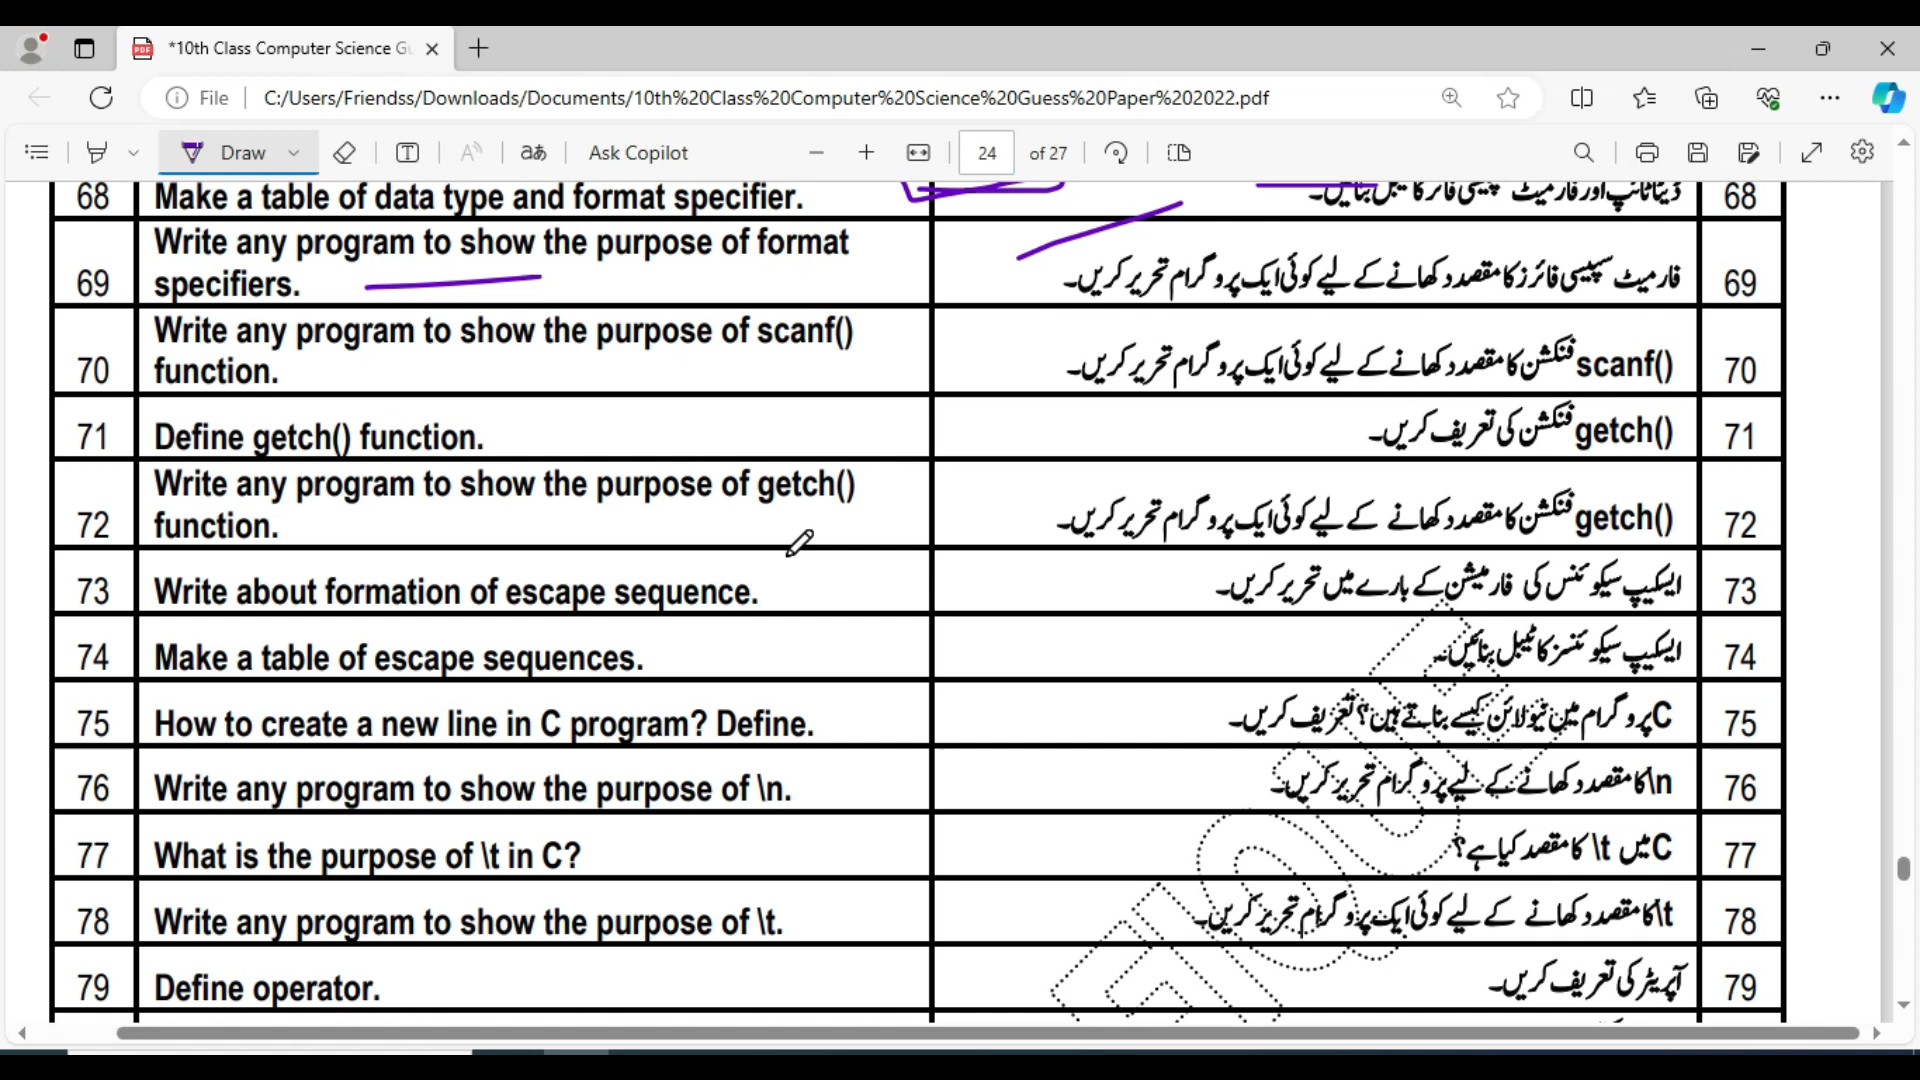 *10th Class Computer Science Gu
File
C:/Users/Friendss/Downloads/Documents/10th%20Class%20Computer%20Science%20Guess%20Paper%202022.pdf
Draw
aあ
Ask Copilot
24 of 27
68 Make a table of data type and format specifier. ڈیٹا ٹائپ اور فارمیٹ سپیسی فائر کا ٹیبل بنائیں۔ 68
69 Write any program to show the purpose of format
specifiers. فارمیٹ سپیسی فائرز کا مقصد دکھانے کے لیے کوئی ایک پروگرام تحریر کریں۔ 69
70 Write any program to show the purpose of scanf()
function. scanf() فنکشن کا مقصد دکھانے کے لیے کوئی ایک پروگرام تحریر کریں۔ 70
71 Define getch() function. getch() فنکشن کی تعریف کریں۔ 71
72 Write any program to show the purpose of getch()
function. getch() فنکشن کا مقصد دکھانے کے لیے کوئی ایک پروگرام تحریر کریں۔ 72
73 Write about formation of escape sequence. ایسکیپ سیکوئنس کی فارمیشن کے بارے میں تحریر کریں۔ 73
74 Make a table of escape sequences. ایسکیپ سیکوئنسز کا ٹیبل بنائیں۔ 74
75 How to create a new line in C program? Define. C پروگرام میں نیو لائن کیسے بناتے ہیں؟ تعریف کریں۔ 75
76 Write any program to show the purpose of \n. \n کا مقصد دکھانے کے لیے پروگرام تحریر کریں۔ 76
77 What is the purpose of \t in C? C میں \t کا مقصد کیا ہے؟ 77
78 Write any program to show the purpose of \t. \t کا مقصد دکھانے کے لیے کوئی ایک پروگرام تحریر کریں۔ 78
79 Define operator. آپریٹر کی تعریف کریں۔ 79